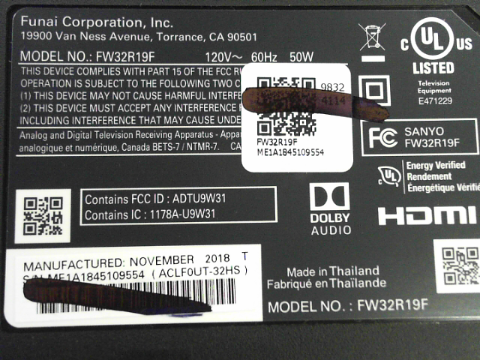 Funai Corporation, Inc.
19900 Van Ness Avenue, Torrance, CA 90501
MODEL NO.: FW32R19F 120V~ 60Hz 50W
THIS DEVICE COMPLIES WITH PART 15 OF THE FCC
OPERATION IS SUBJECT TO THE FOLLOWING TWO
(1) THIS DEVICE MAY NOT CAUSE HARMFUL
(2) THIS DEVICE MUST ACCEPT ANY INTERFERENCE
INCLUDING INTERFERENCE THAT MAY CAUSE UNDE
Analog and Digital Television Receiving Apparatus - Appar
analogique et numérique, Canada BETS-7 / NTMR-7. CA
9832
4114
FW32R19F
ME1A1845109554
C UL US
LISTED
Television
Equipment
E471229
FC SANYO
FW32R19F
Energy Verified
Rendement
Énergétique Vérifié
Contains FCC ID : ADTU9W31
Contains IC : 1178A-U9W31
DOLBY
AUDIO
HDMI
MANUFACTURED: NOVEMBER 2018 T
S/N ME1A1845109554 ( ACLF0UT-32HS )
Made in Thailand
Fabriqué en Thaïlande
MODEL NO. : FW32R19F